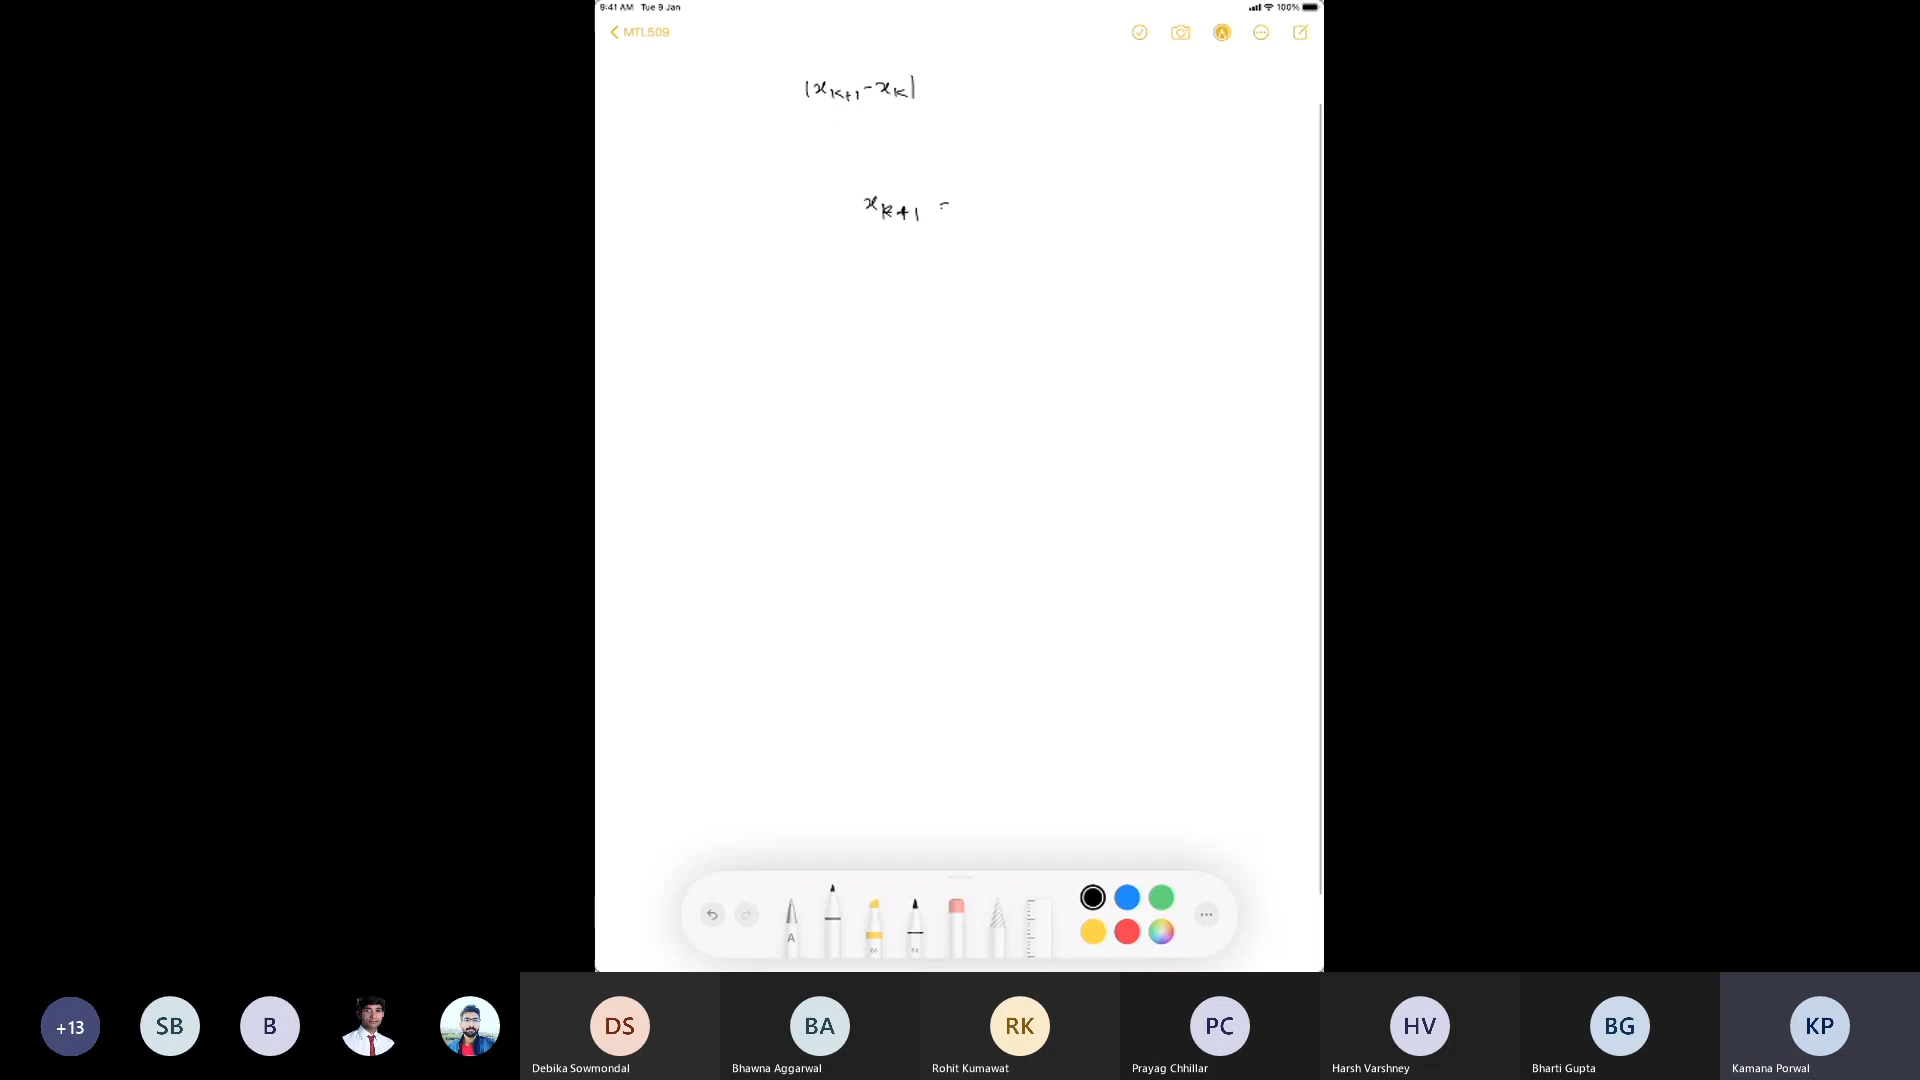 9:41 AM Tue 9 Jan 100%
MTL509
|x_{k+1} - x_k|
x_{k+1} =
A
+13 SB B DS BA RK PC HV BG KP
Debika Sowmondal Bhawna Aggarwal Rohit Kumawat Prayag Chhillar Harsh Varshney Bharti Gupta Kamana Porwal